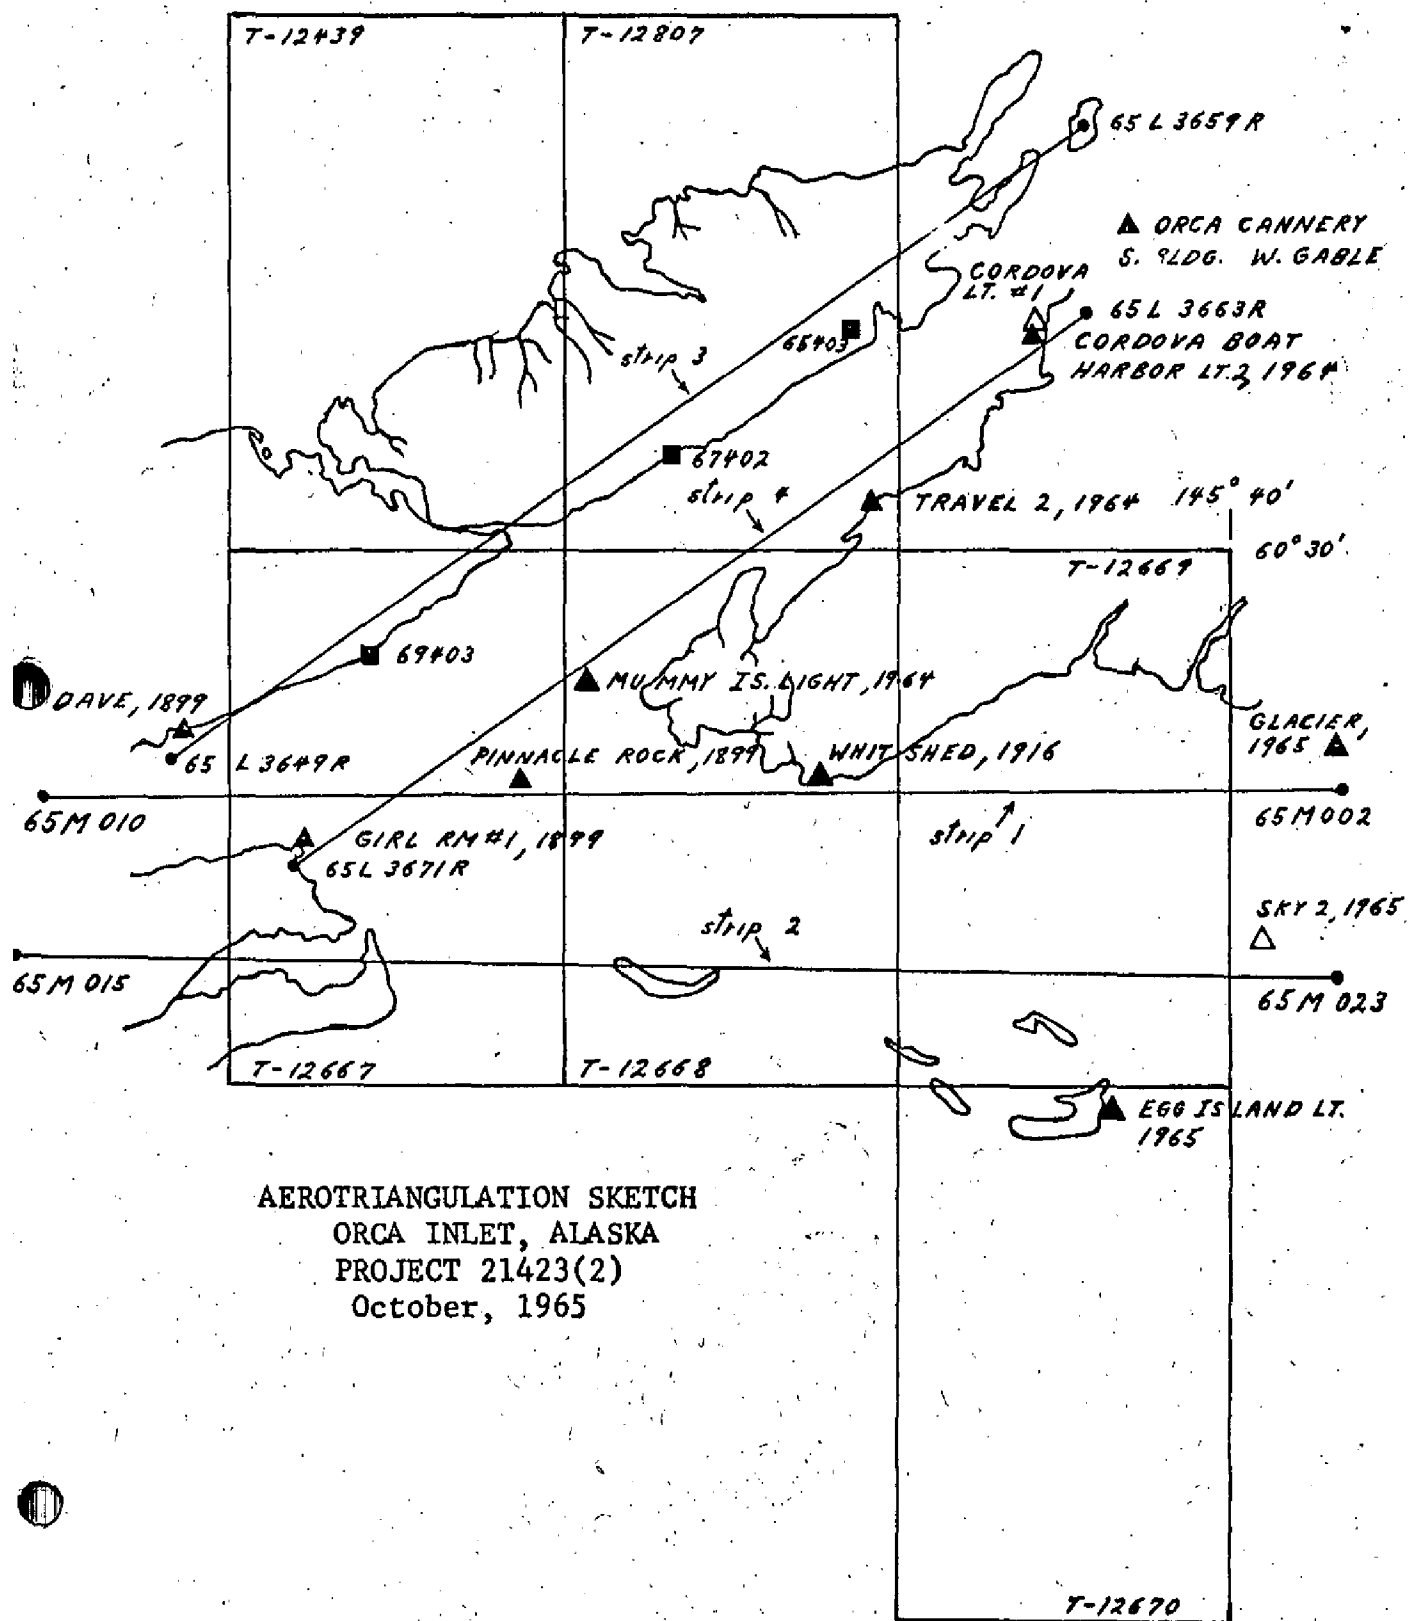 T-12439
T-12807
65 L 3659 R
ORCA CANNERY
S. BLDG. W. GABLE
CORDOVA
LT. #1
65 L 3663 R
CORDOVA BOAT
HARBOR LT. 2, 1964
strip 3
67402
strip 4
TRAVEL 2, 1964
145° 40'
60° 30'
T-12669
69403
MUMMY IS. LIGHT, 1964
DAVE, 1899
65 L 3649 R
PINNACLE ROCK, 1899
WHITSHED, 1916
GLACIER,
1965
65 M 010
65 M 002
strip 1
GIRL RM #1, 1899
65 L 3671 R
SKY 2, 1965
strip 2
65 M 015
65 M 023
T-12667
T-12668
EGG ISLAND LT.
1965
AEROTRIANGULATION SKETCH
ORCA INLET, ALASKA
PROJECT 21423(2)
October, 1965
T-12670